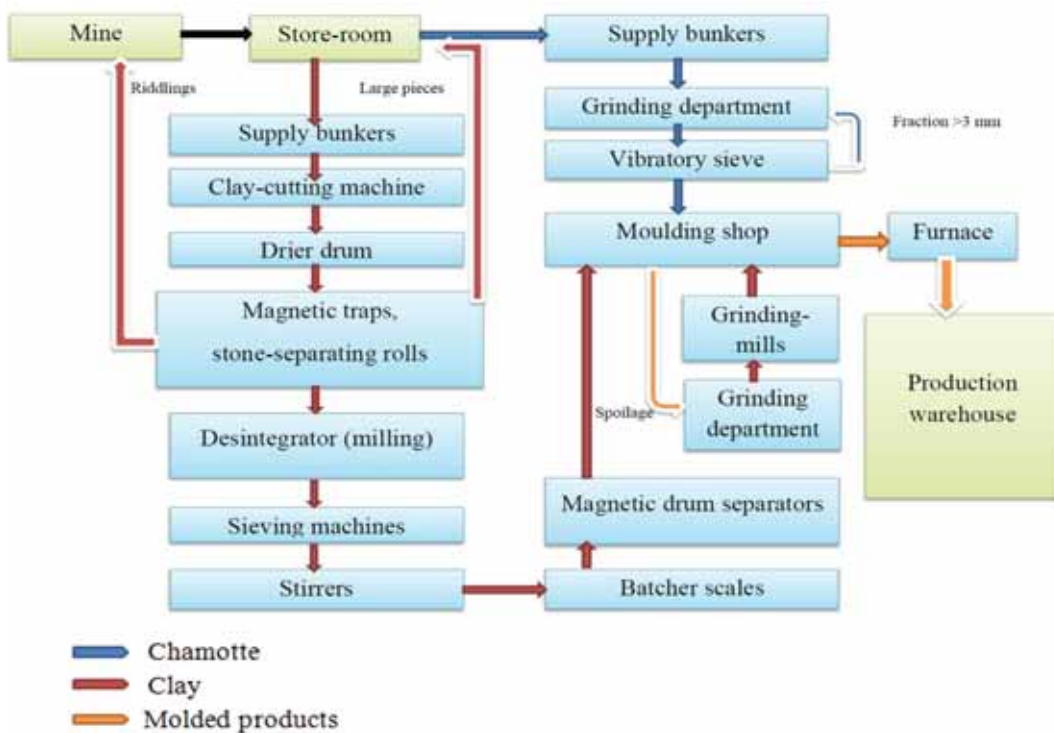 Mine
Store-room
Supply bunkers
Riddlings
Large pieces
Supply bunkers
Clay-cutting machine
Drier drum
Magnetic traps,
stone-separating rolls
Desintegrator (milling)
Sieving machines
Stirrers
Grinding department
Fraction >3 mm
Vibratory sieve
Moulding shop
Furnace
Grinding-
mills
Spoilage
Grinding
department
Production
warehouse
Magnetic drum separators
Batcher scales
Chamotte
Clay
Molded products